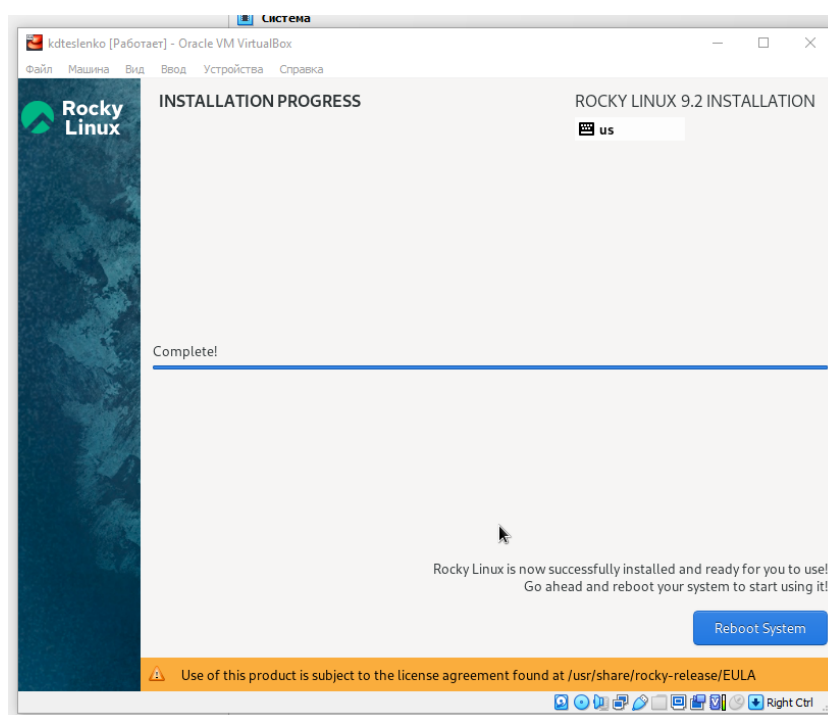 Система
kdteslenko [Работает] - Oracle VM VirtualBox
Файл Машина Вид Ввод Устройства Справка
Rocky
Linux
INSTALLATION PROGRESS
ROCKY LINUX 9.2 INSTALLATION
us
Complete!
Rocky Linux is now successfully installed and ready for you to use!
Go ahead and reboot your system to start using it!
Reboot System
Use of this product is subject to the license agreement found at /usr/share/rocky-release/EULA
Right Ctrl